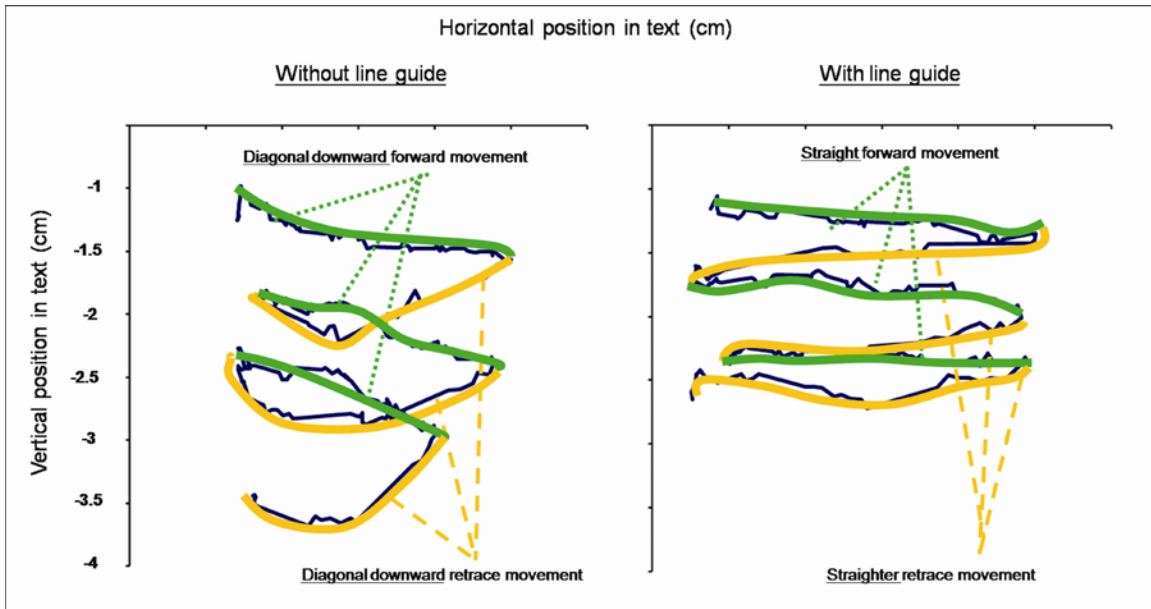 Horizontal position in text (cm)
Without line guide
With line guide
Diagonal downward forward movement
Straight forward movement
Vertical position in text (cm)
-1
-1.5
-2
-2.5
-3
-3.5
-4
Diagonal downward retrace movement
Straighter retrace movement